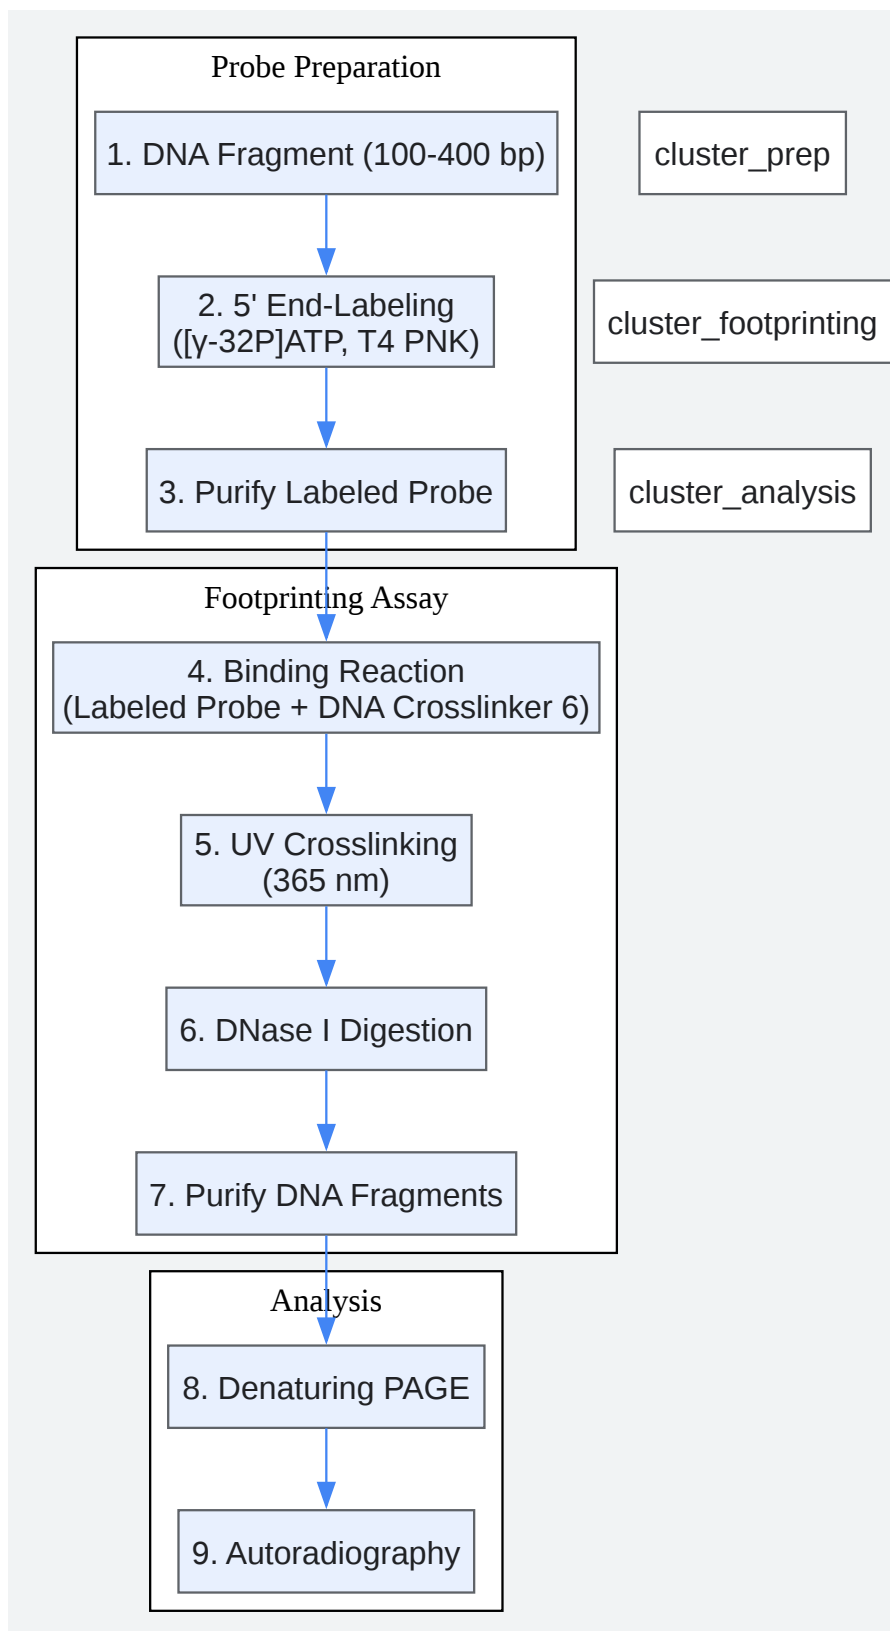 Probe Preparation
1. DNA Fragment (100-400 bp)
cluster_prep
2. 5' End-Labeling
([γ-32P]ATP, T4 PNK)
cluster_footprinting
3. Purify Labeled Probe
cluster_analysis
Footprinting Assay
4. Binding Reaction
(Labeled Probe + DNA Crosslinker 6)
5. UV Crosslinking
(365 nm)
6. DNase I Digestion
7. Purify DNA Fragments
Analysis
8. Denaturing PAGE
9. Autoradiography